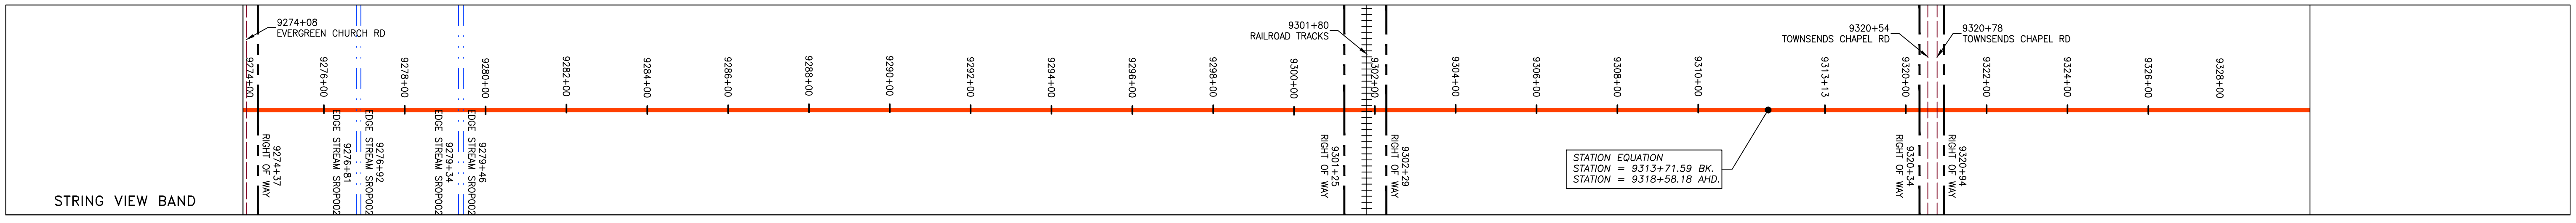 9274+08
EVERGREEN CHURCH RD
9301+80
RAILROAD TRACKS
9320+54
TOWNSENDS CHAPEL RD
9320+78
TOWNSENDS CHAPEL RD
9274+00
9276+00
9278+00
9280+00
9282+00
9284+00
9286+00
9288+00
9290+00
9292+00
9294+00
9296+00
9298+00
9300+00
9302+00
9304+00
9306+00
9308+00
9310+00
9313+13
9320+00
9322+00
9324+00
9326+00
9328+00
9274+37
RIGHT OF WAY
9276+81
EDGE STREAM SROP002
9276+92
EDGE STREAM SROP002
9279+34
EDGE STREAM SROP002
9279+46
EDGE STREAM SROP002
9301+25
RIGHT OF WAY
9302+29
RIGHT OF WAY
STATION EQUATION
STATION = 9313+71.59 BK.
STATION = 9318+58.18 AHD.
9320+34
RIGHT OF WAY
9320+94
RIGHT OF WAY
STRING VIEW BAND